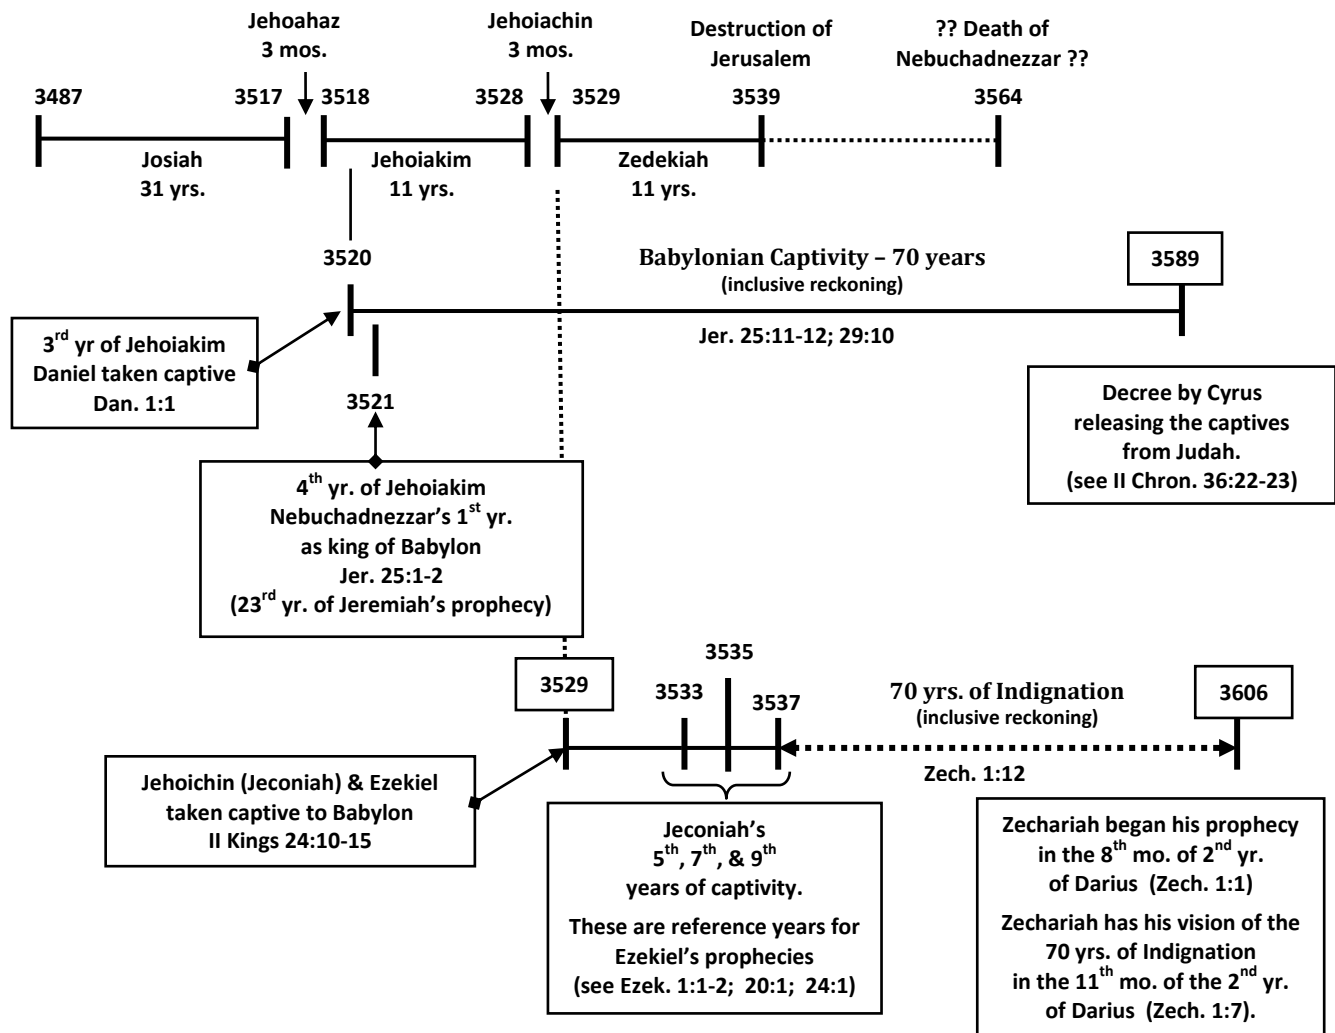 Jehoahaz
3 mos.
Jehoiachin
3 mos.
Destruction of
Jerusalem
?? Death of
Nebuchadnezzar ??
3487
3517
3518
3528
3529
3539
3564
Josiah
31 yrs.
Jehoiakim
11 yrs.
Zedekiah
11 yrs.
3520
Babylonian Captivity – 70 years
(inclusive reckoning)
3589
Jer. 25:11-12; 29:10
3rd yr of Jehoiakim
Daniel taken captive
Dan. 1:1
3521
Decree by Cyrus
releasing the captives
from Judah.
(see II Chron. 36:22-23)
4th yr. of Jehoiakim
Nebuchadnezzar’s 1st yr.
as king of Babylon
Jer. 25:1-2
(23rd yr. of Jeremiah’s prophecy)
3529
3533
3535
3537
70 yrs. of Indignation
(inclusive reckoning)
3606
Zech. 1:12
Jehoichin (Jeconiah) & Ezekiel
taken captive to Babylon
II Kings 24:10-15
Jeconiah’s
5th, 7th, & 9th
years of captivity.
These are reference years for
Ezekiel’s prophecies
(see Ezek. 1:1-2; 20:1; 24:1)
Zechariah began his prophecy
in the 8th mo. of 2nd yr.
of Darius (Zech. 1:1)
Zechariah has his vision of the
70 yrs. of Indignation
in the 11th mo. of the 2nd yr.
of Darius (Zech. 1:7).